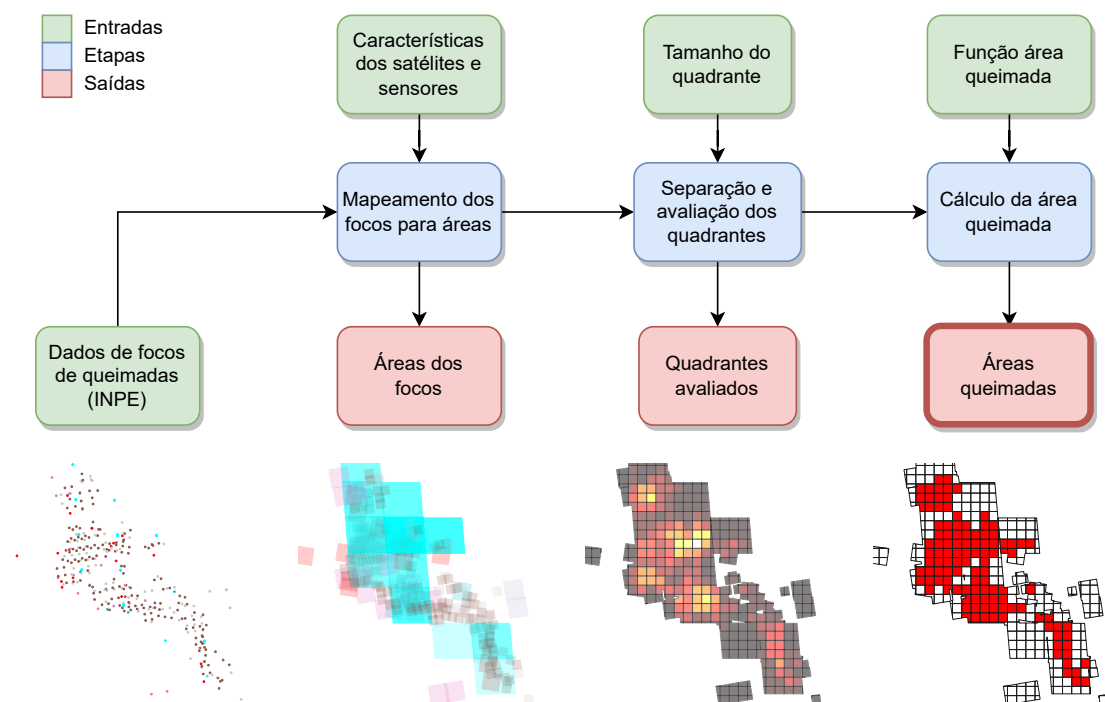 Entradas
Etapas
Saídas
Características
dos satélites e
sensores
Tamanho do
quadrante
Função área
queimada
Mapeamento dos
focos para áreas
Separação e
avaliação dos
quadrantes
Cálculo da área
queimada
Dados de focos
de queimadas
(INPE)
Áreas dos
focos
Quadrantes
avaliados
Áreas
queimadas